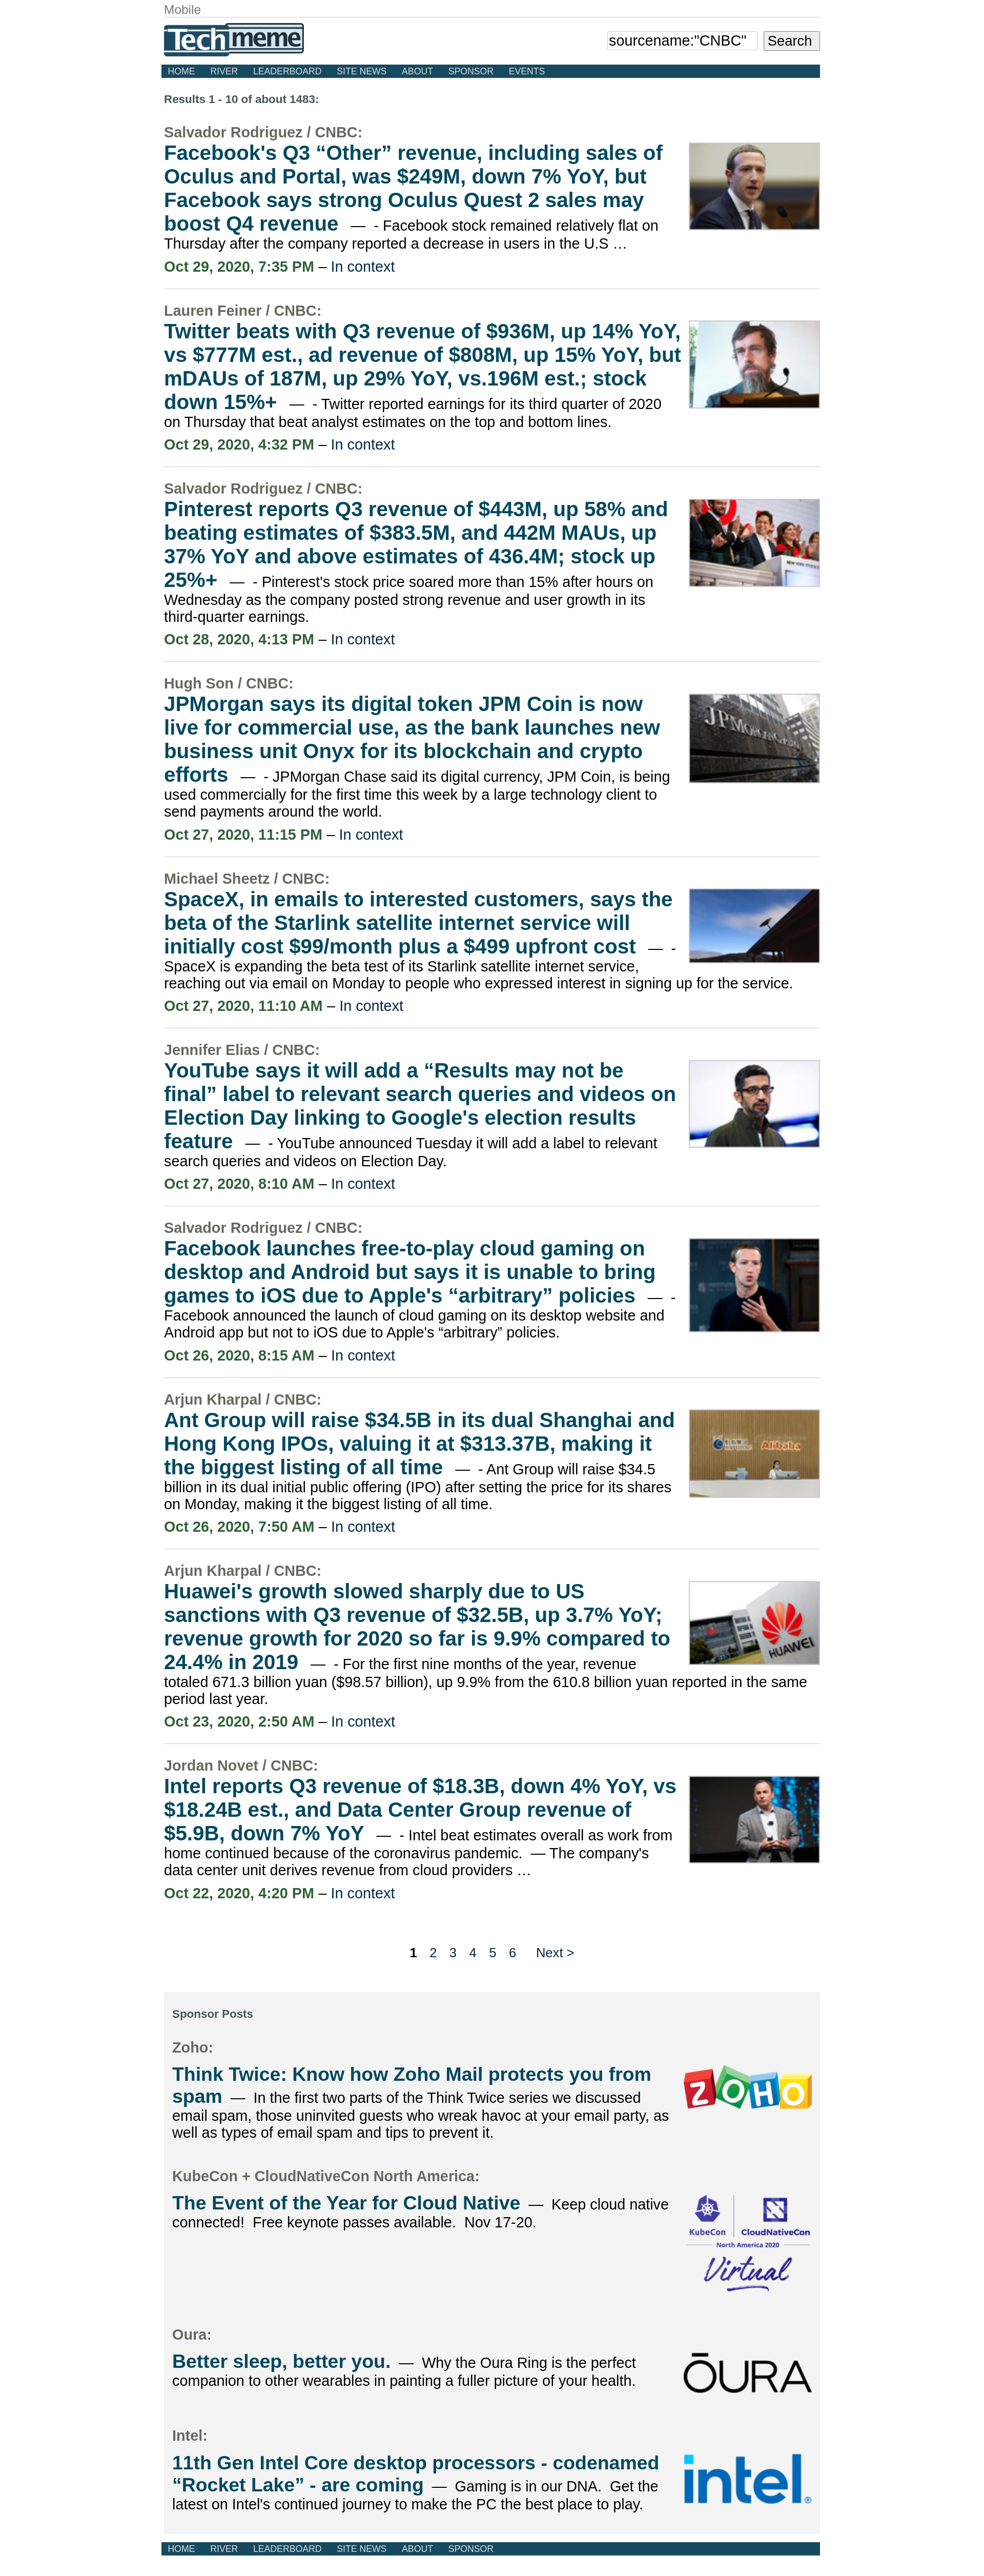 Mobile
Techmeme
sourcename:"CNBC"
Search
HOME RIVER LEADERBOARD SITE NEWS ABOUT SPONSOR EVENTS
Results 1 - 10 of about 1483:
Salvador Rodriguez / CNBC:
Facebook's Q3 “Other” revenue, including sales of
Oculus and Portal, was $249M, down 7% YoY, but
Facebook says strong Oculus Quest 2 sales may
boost Q4 revenue — - Facebook stock remained relatively flat on
Thursday after the company reported a decrease in users in the U.S …
Oct 29, 2020, 7:35 PM – In context
Lauren Feiner / CNBC:
Twitter beats with Q3 revenue of $936M, up 14% YoY,
vs $777M est., ad revenue of $808M, up 15% YoY, but
mDAUs of 187M, up 29% YoY, vs.196M est.; stock
down 15%+ — - Twitter reported earnings for its third quarter of 2020
on Thursday that beat analyst estimates on the top and bottom lines.
Oct 29, 2020, 4:32 PM – In context
Salvador Rodriguez / CNBC:
Pinterest reports Q3 revenue of $443M, up 58% and
beating estimates of $383.5M, and 442M MAUs, up
37% YoY and above estimates of 436.4M; stock up
25%+ — - Pinterest's stock price soared more than 15% after hours on
Wednesday as the company posted strong revenue and user growth in its
third-quarter earnings.
Oct 28, 2020, 4:13 PM – In context
Hugh Son / CNBC:
JPMorgan says its digital token JPM Coin is now
live for commercial use, as the bank launches new
business unit Onyx for its blockchain and crypto
efforts — - JPMorgan Chase said its digital currency, JPM Coin, is being
used commercially for the first time this week by a large technology client to
send payments around the world.
Oct 27, 2020, 11:15 PM – In context
Michael Sheetz / CNBC:
SpaceX, in emails to interested customers, says the
beta of the Starlink satellite internet service will
initially cost $99/month plus a $499 upfront cost — -
SpaceX is expanding the beta test of its Starlink satellite internet service,
reaching out via email on Monday to people who expressed interest in signing up for the service.
Oct 27, 2020, 11:10 AM – In context
Jennifer Elias / CNBC:
YouTube says it will add a “Results may not be
final” label to relevant search queries and videos on
Election Day linking to Google's election results
feature — - YouTube announced Tuesday it will add a label to relevant
search queries and videos on Election Day.
Oct 27, 2020, 8:10 AM – In context
Salvador Rodriguez / CNBC:
Facebook launches free-to-play cloud gaming on
desktop and Android but says it is unable to bring
games to iOS due to Apple's “arbitrary” policies — -
Facebook announced the launch of cloud gaming on its desktop website and
Android app but not to iOS due to Apple's “arbitrary” policies.
Oct 26, 2020, 8:15 AM – In context
Arjun Kharpal / CNBC:
Ant Group will raise $34.5B in its dual Shanghai and
Hong Kong IPOs, valuing it at $313.37B, making it
the biggest listing of all time — - Ant Group will raise $34.5
billion in its dual initial public offering (IPO) after setting the price for its shares
on Monday, making it the biggest listing of all time.
Alibaba
Oct 26, 2020, 7:50 AM – In context
Arjun Kharpal / CNBC:
Huawei's growth slowed sharply due to US
sanctions with Q3 revenue of $32.5B, up 3.7% YoY;
revenue growth for 2020 so far is 9.9% compared to
24.4% in 2019 — - For the first nine months of the year, revenue
totaled 671.3 billion yuan ($98.57 billion), up 9.9% from the 610.8 billion yuan reported in the same
period last year.
HUAWEI
Oct 23, 2020, 2:50 AM – In context
Jordan Novet / CNBC:
Intel reports Q3 revenue of $18.3B, down 4% YoY, vs
$18.24B est., and Data Center Group revenue of
$5.9B, down 7% YoY — - Intel beat estimates overall as work from
home continued because of the coronavirus pandemic. — The company's
data center unit derives revenue from cloud providers …
Oct 22, 2020, 4:20 PM – In context
1 2 3 4 5 6 Next >
Sponsor Posts
Zoho:
Think Twice: Know how Zoho Mail protects you from
spam — In the first two parts of the Think Twice series we discussed
email spam, those uninvited guests who wreak havoc at your email party, as
well as types of email spam and tips to prevent it.
ZOHO
KubeCon + CloudNativeCon North America:
The Event of the Year for Cloud Native — Keep cloud native
connected! Free keynote passes available. Nov 17-20.
KubeCon CloudNativeCon
North America 2020
Virtual
Oura:
Better sleep, better you. — Why the Oura Ring is the perfect
companion to other wearables in painting a fuller picture of your health.
ŌURA
Intel:
11th Gen Intel Core desktop processors - codenamed
“Rocket Lake” - are coming — Gaming is in our DNA. Get the
latest on Intel's continued journey to make the PC the best place to play.
intel®
HOME RIVER LEADERBOARD SITE NEWS ABOUT SPONSOR